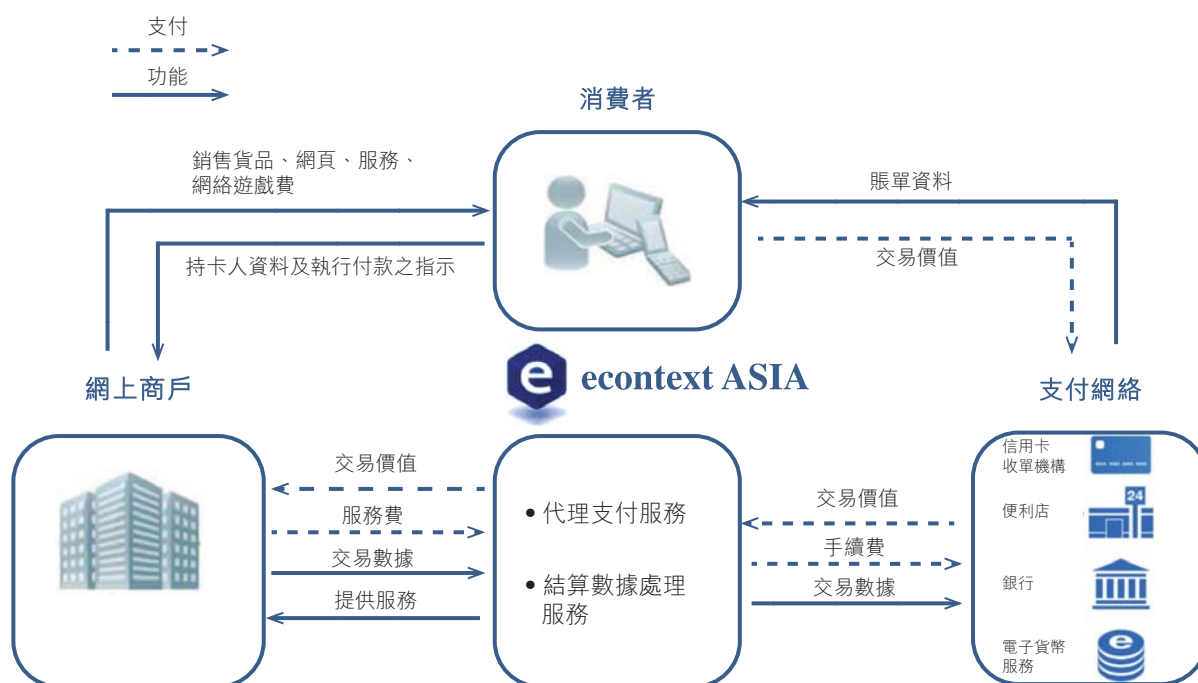 支付
功能
消費者
銷售貨品、網頁、服務、
網絡遊戲費
賬單資料
交易價值
持卡人資料及執行付款之指示
e econtext ASIA
網上商戶
支付網絡
交易價值
服務費
交易數據
提供服務
• 代理支付服務
• 結算數據處理
服務
交易價值
手續費
交易數據
信用卡
收單機構
便利店
24
銀行
電子貨幣
服務
e